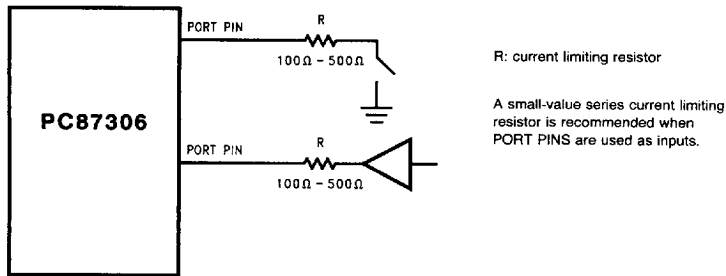 PORT PIN
R
100Ω – 500Ω
PC87306
PORT PIN
R
100Ω – 500Ω
R: current limiting resistor
A small-value series current limiting
resistor is recommended when
PORT PINS are used as inputs.